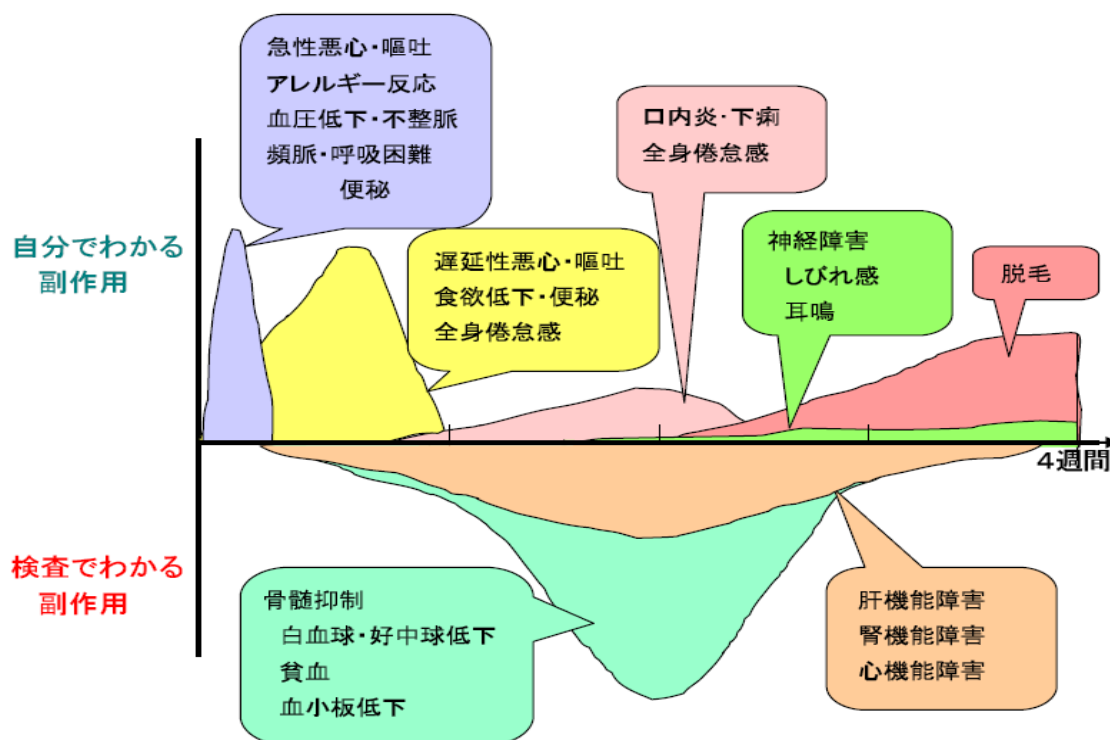 急性悪心・嘔吐
アレルギー反応
血圧低下・不整脈
頻脈・呼吸困難
便秘
口内炎・下痢
全身倦怠感
自分でわかる
副作用
遅延性悪心・嘔吐
食欲低下・便秘
全身倦怠感
神経障害
しびれ感
耳鳴
脱毛
4週間
検査でわかる
副作用
骨髄抑制
白血球・好中球低下
貧血
血小板低下
肝機能障害
腎機能障害
心機能障害